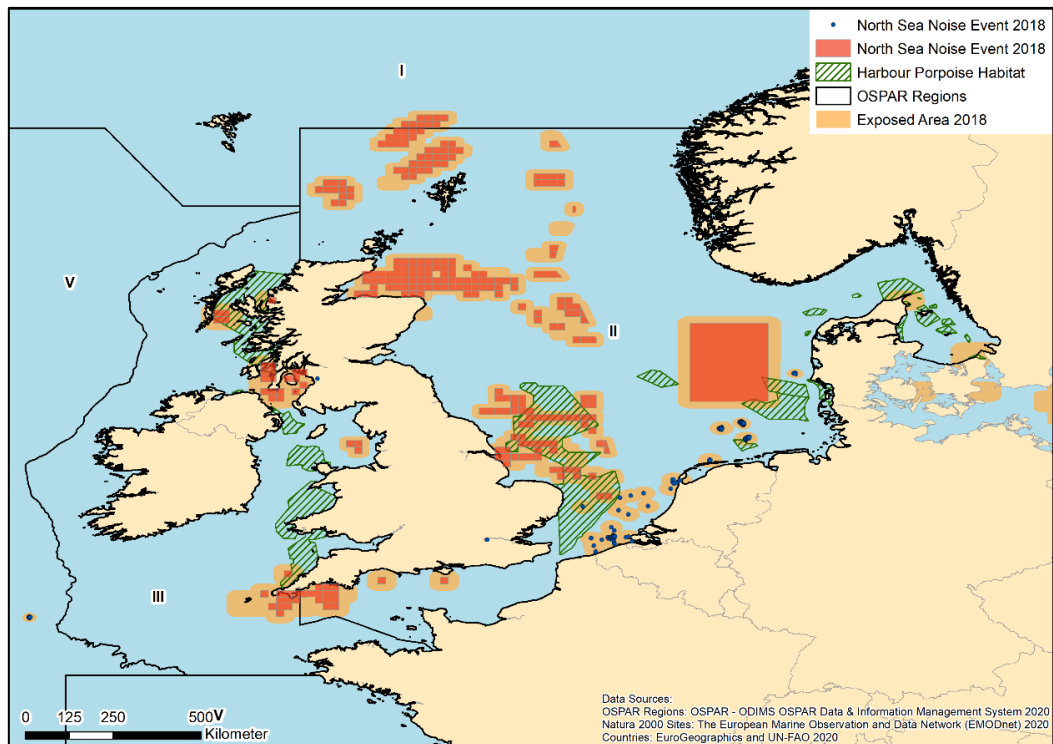 North Sea Noise Event 2018
North Sea Noise Event 2018
Harbour Porpoise Habitat
OSPAR Regions
Exposed Area 2018
I
V
II
III
V
0 125 250 500
Kilometer
Data Sources:
OSPAR Regions: OSPAR - ODIMS OSPAR Data & Information Management System 2020
Natura 2000 Sites: The European Marine Observation and Data Network (EMODnet) 2020
Countries: EuroGeographics and UN-FAO 2020